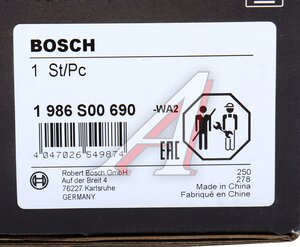 BOSCH
1 St/Pc
1 986 S00 690 -WA2
4 047026 549874
EAC
Robert Bosch GmbH
Auf der Breit 4
76227 Karlsruhe
GERMANY
250
278
Made in China
Fabriqué en Chine